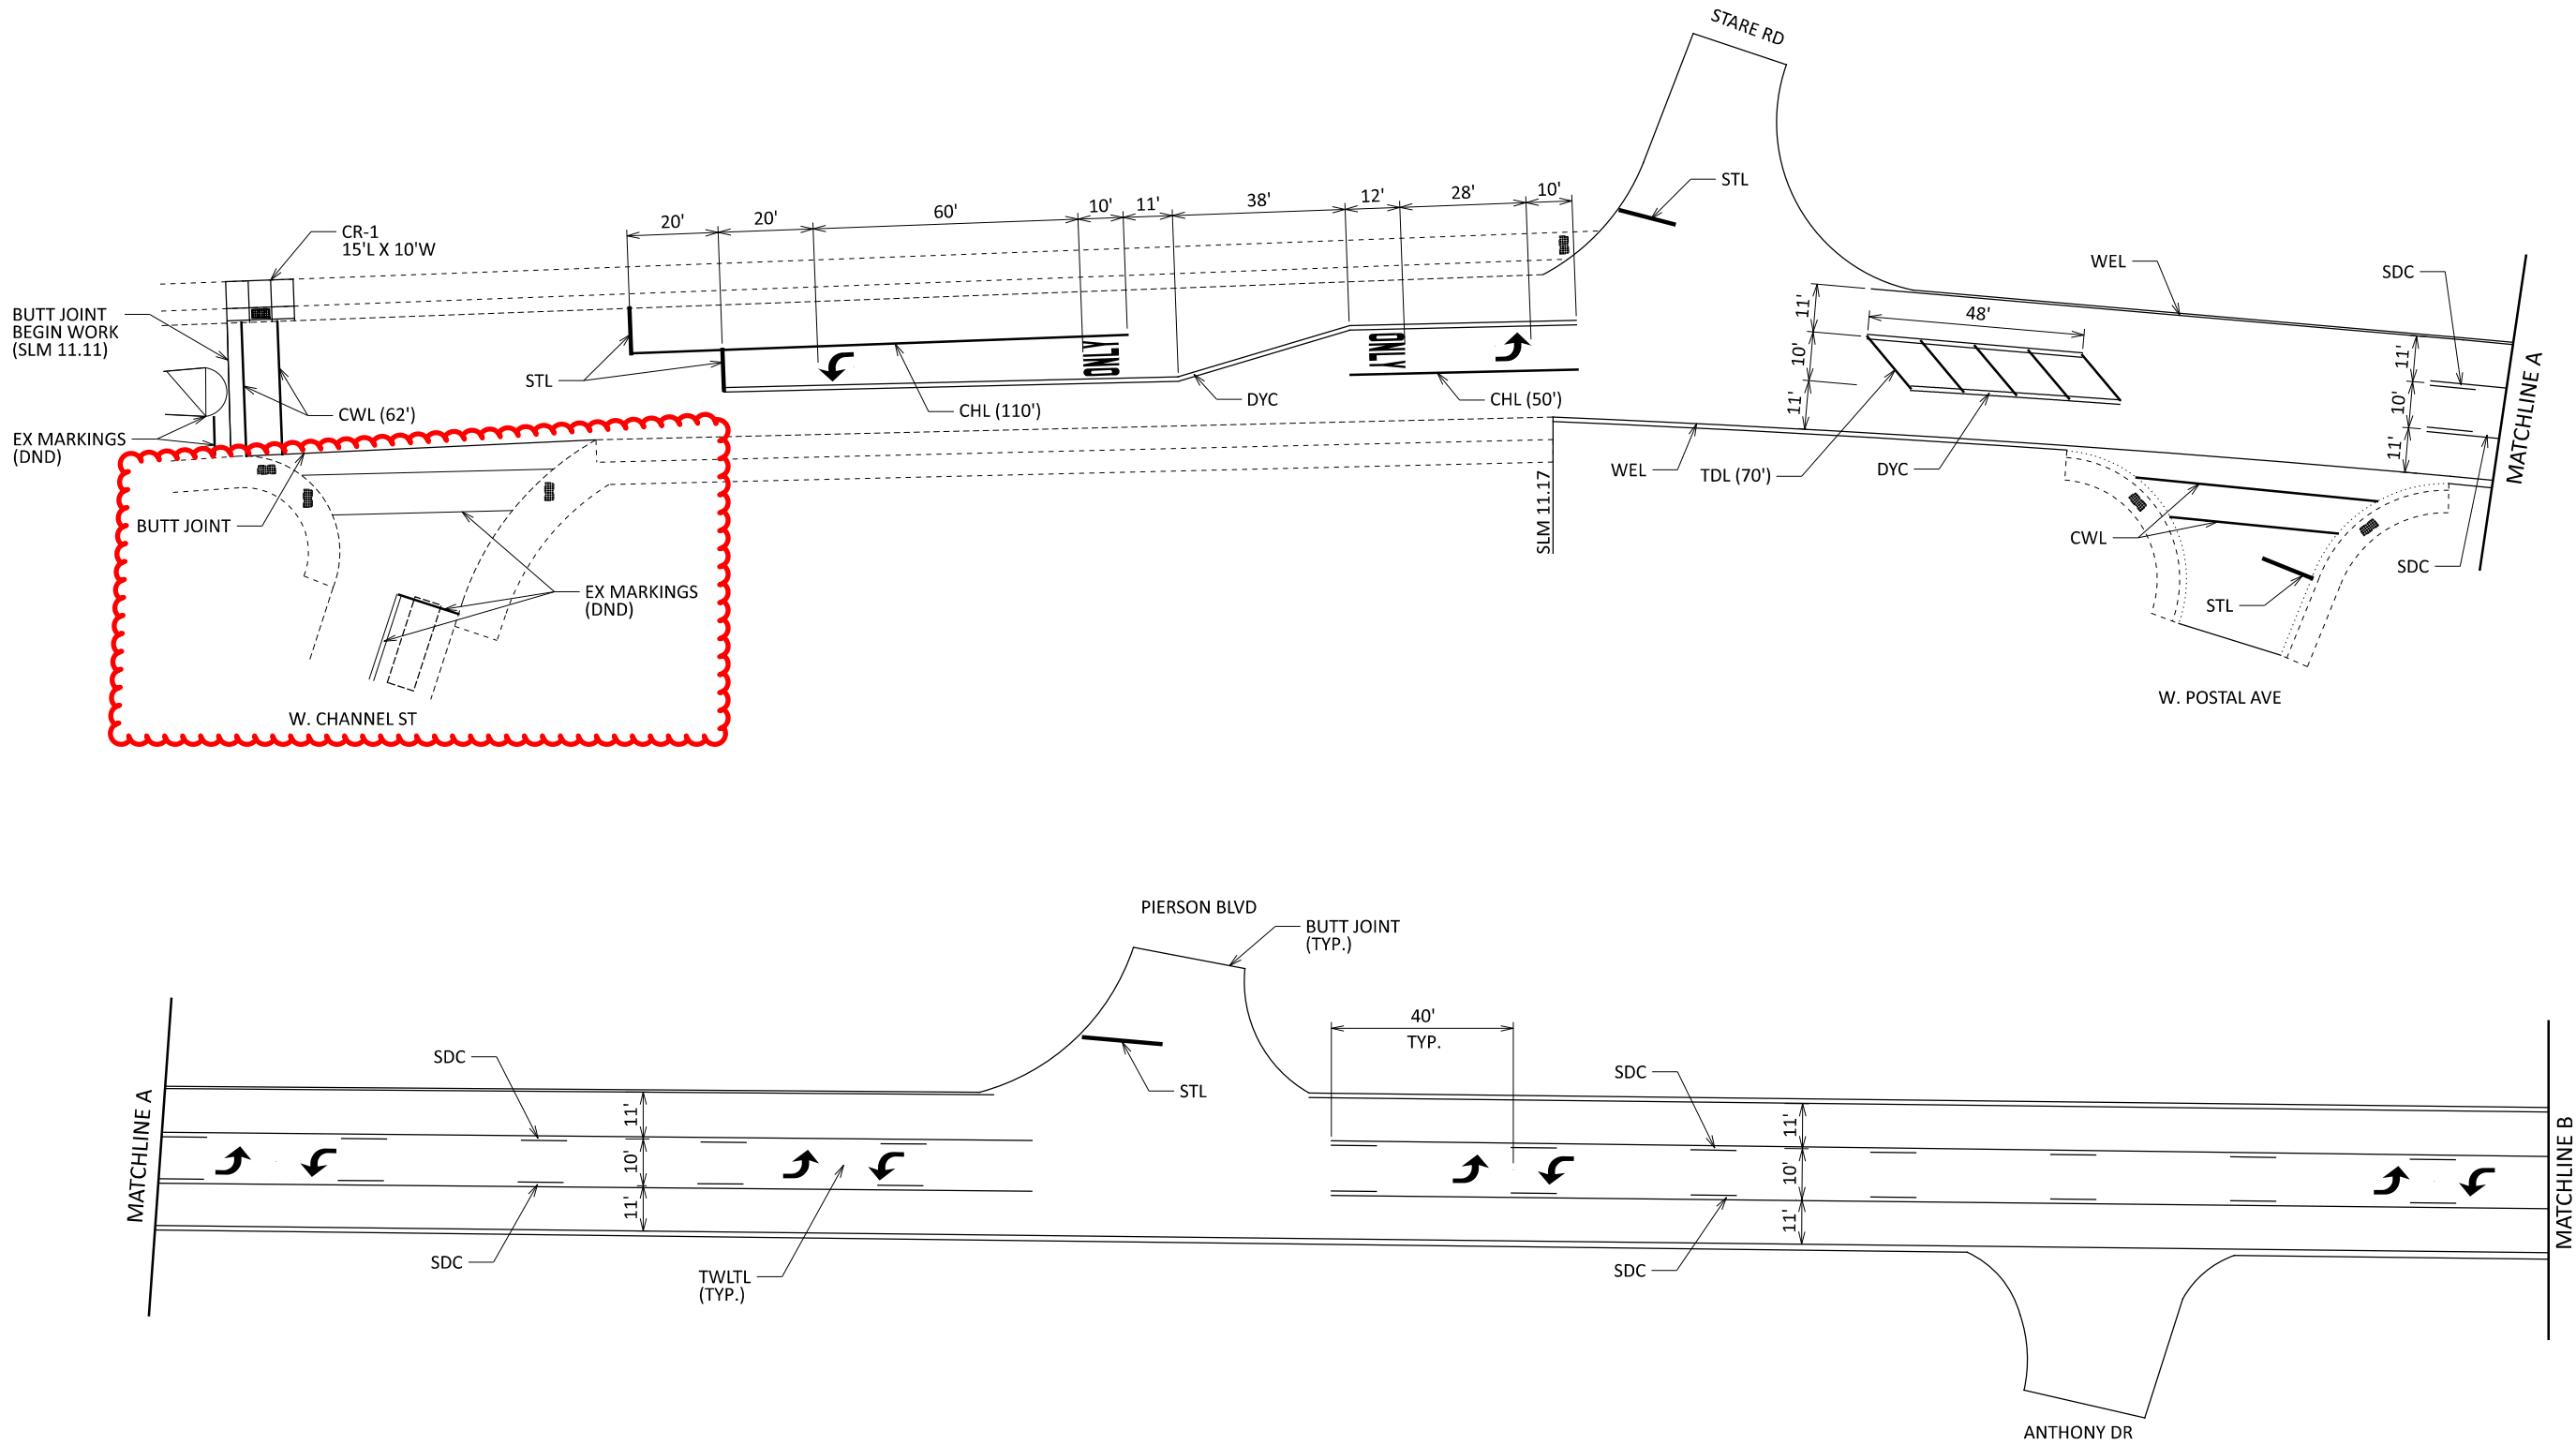 STARE RD
STL
CR-1
15'L X 10'W
20'
20'
60'
10'
11'
38'
12'
28'
10'
BUTT JOINT
BEGIN WORK
(SLM 11.11)
EX MARKINGS
(DND)
CWL (62')
STL
ONLY
CHL (110')
DYC
ONLY
CHL (50')
WEL
SDC
11'
10'
11'
48'
11'
10'
11'
MATCHLINE A
WEL
TDL (70')
DYC
SLM 11.17
CWL
STL
SDC
W. POSTAL AVE
BUTT JOINT
EX MARKINGS
(DND)
W. CHANNEL ST
PIERSON BLVD
BUTT JOINT
(TYP.)
MATCHLINE A
SDC
11'
10'
11'
STL
40'
TYP.
SDC
11'
10'
11'
SDC
TWLTL
(TYP.)
SDC
MATCHLINE B
ANTHONY DR